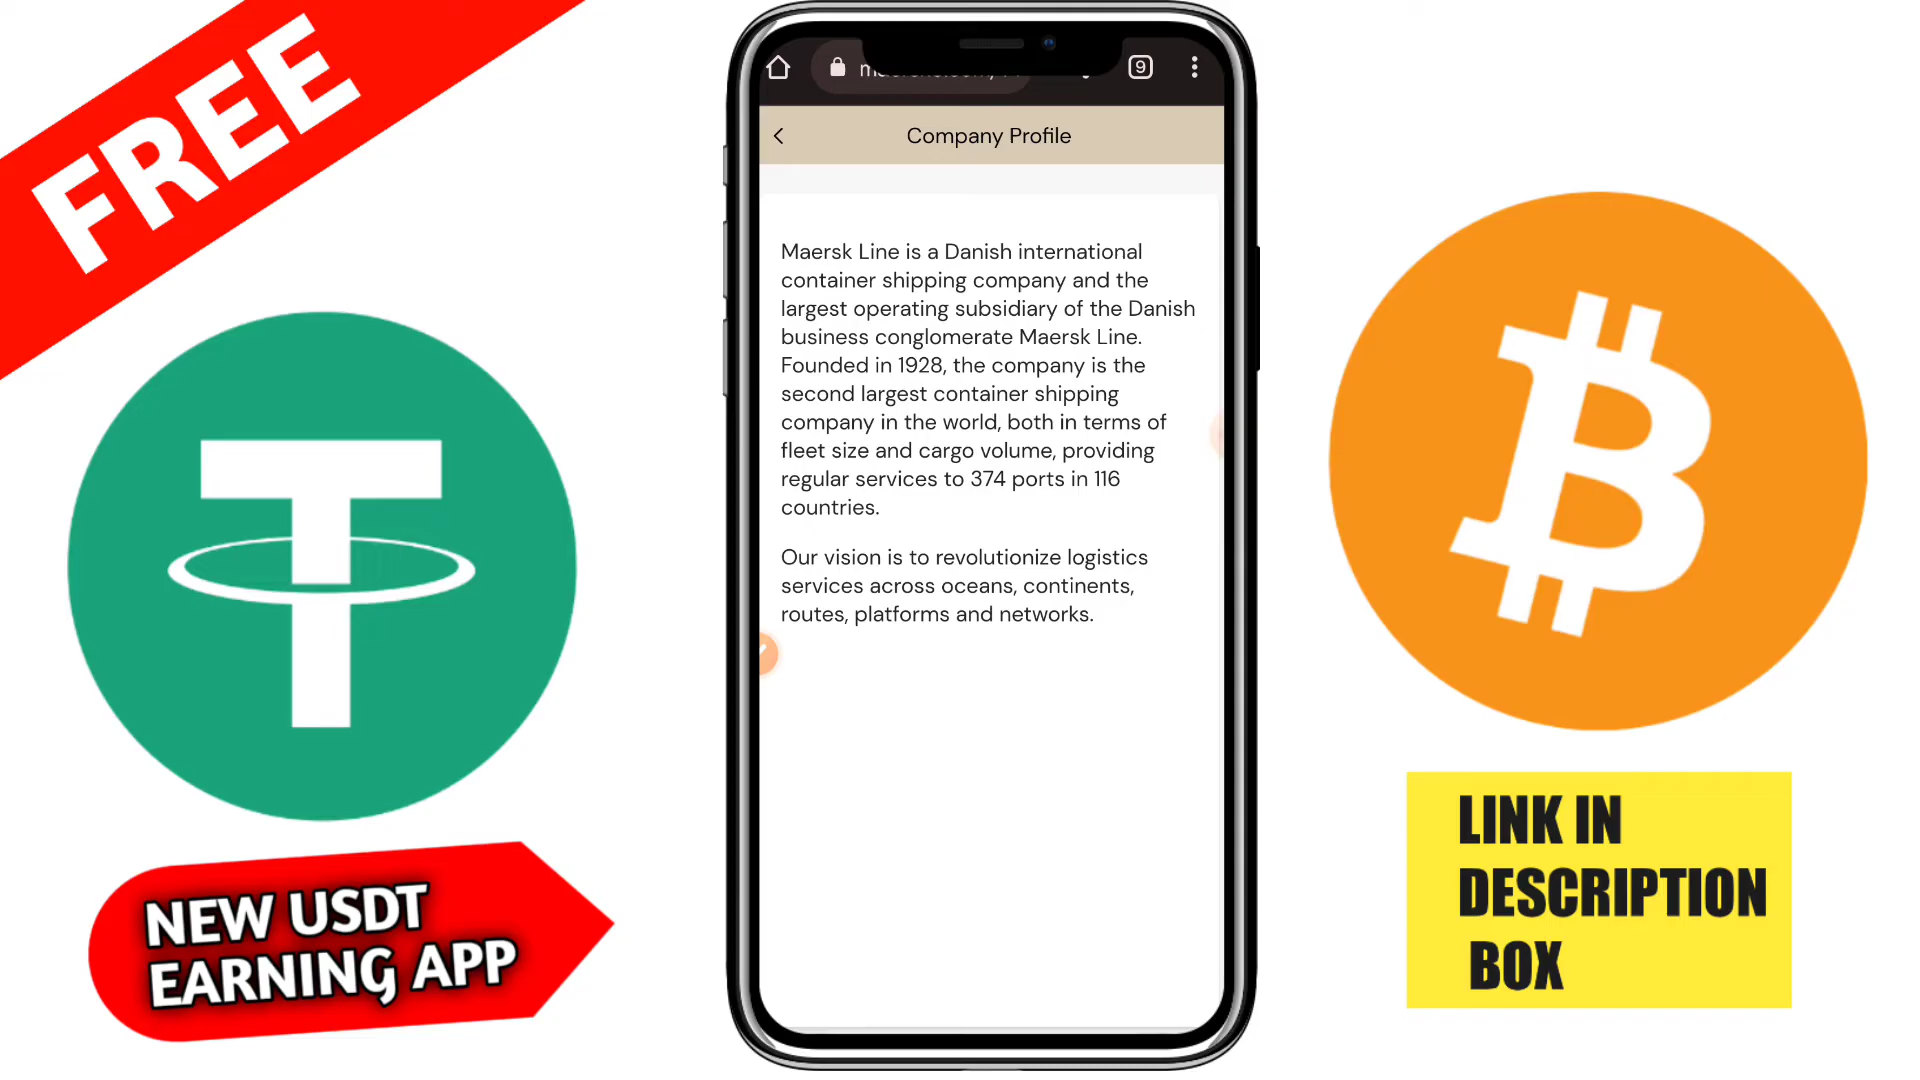 FREE
9
Company Profile
Maersk Line is a Danish international
container shipping company and the
largest operating subsidiary of the Danish
business conglomerate Maersk Line.
Founded in 1928, the company is the
second largest container shipping
company in the world, both in terms of
fleet size and cargo volume, providing
regular services to 374 ports in 116
countries.
Our vision is to revolutionize logistics
services across oceans, continents,
routes, platforms and networks.
NEW USDT
EARNING APP
LINK IN
DESCRIPTION
BOX